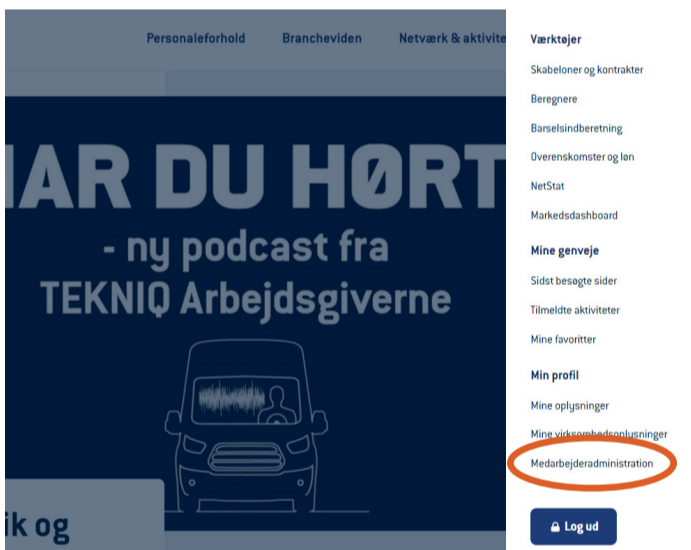 Personaleforhold Brancheviden Netværk & aktivite
AR DU HØRT
- ny podcast fra
TEKNIQ Arbejdsgiverne
ik og
Værktøjer
Skabeloner og kontrakter
Beregnere
Barselsindberetning
Overenskomster og løn
NetStat
Markedsdashboard
Mine genveje
Sidst besøgte sider
Tilmeldte aktiviteter
Mine favoritter
Min profil
Mine oplysninger
Mine virksomhedsoplysninger
Medarbejderadministration
Log ud